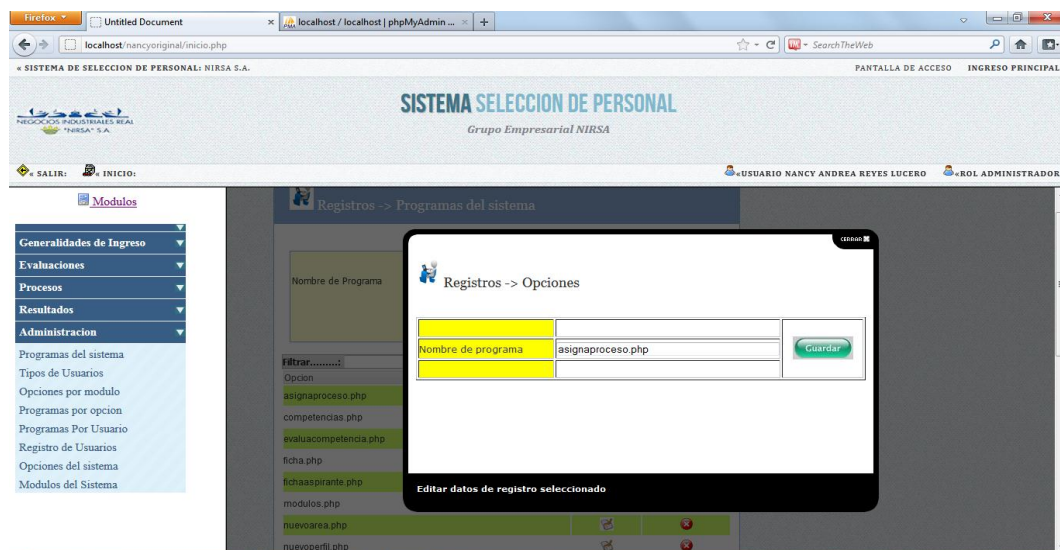 Firefox
Untitled Document
localhost / localhost | phpMyAdmin ...
localhost/nancyoriginal/inicio.php
SearchTheWeb
« SISTEMA DE SELECCION DE PERSONAL: NIRSA S.A.
PANTALLA DE ACCESO
INGRESO PRINCIPAL
NEGOCIOS INDUSTRIALES REAL
"NIRSA" S.A.
SISTEMA SELECCION DE PERSONAL
Grupo Empresarial NIRSA
« SALIR:
« INICIO:
«USUARIO NANCY ANDREA REYES LUCERO
«ROL ADMINISTRADOR
Modulos
Generalidades de Ingreso
Evaluaciones
Procesos
Resultados
Administracion
Programas del sistema
Tipos de Usuarios
Opciones por modulo
Programas por opcion
Programas Por Usuario
Registro de Usuarios
Opciones del sistema
Modulos del Sistema
Registros -> Programas del sistema
Nombre de Programa
Filtrar.........:
Opcion
asignaproceso.php
competencias.php
evaluacompetencia.php
ficha.php
fichaaspirante.php
modulos.php
nuevoarea.php
nuevoperfil.php
CERRAR
Registros -> Opciones
Nombre de programa
asignaproceso.php
Guardar
Editar datos de registro seleccionado